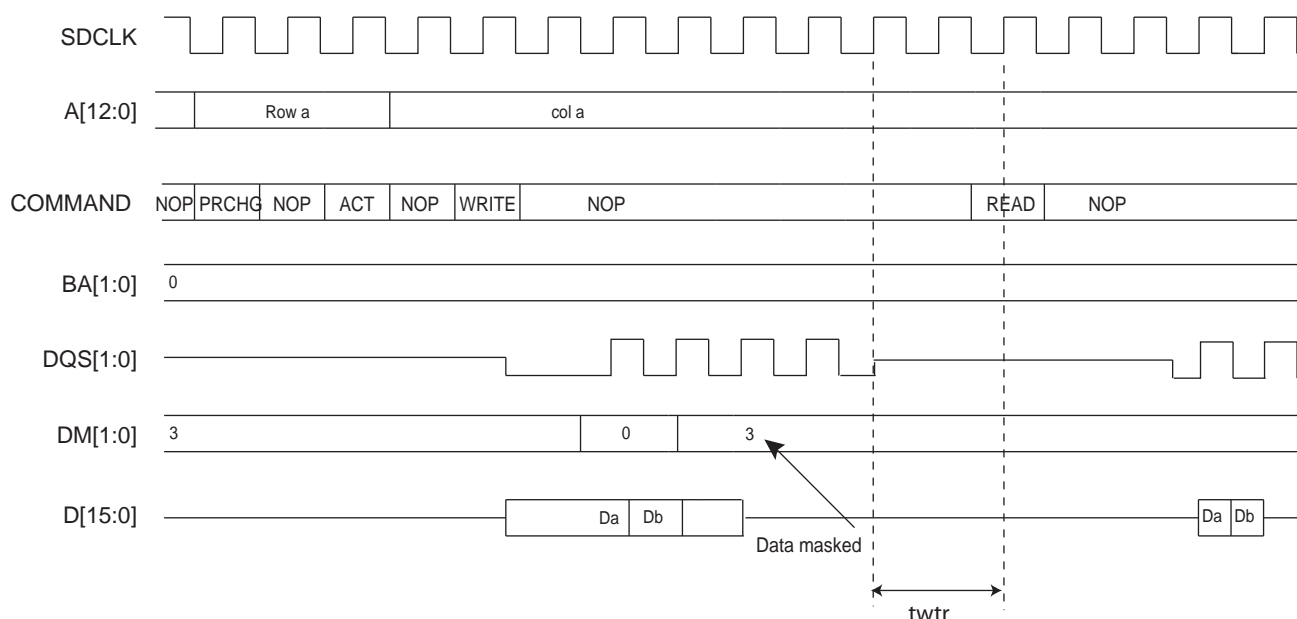 SDCLK
A[12:0] Row a col a
COMMAND NOP PRCHG NOP ACT NOP WRITE NOP READ NOP
BA[1:0] 0
DQS[1:0]
DM[1:0] 3 0 3
D[15:0] Da Db Da Db
Data masked
twtr